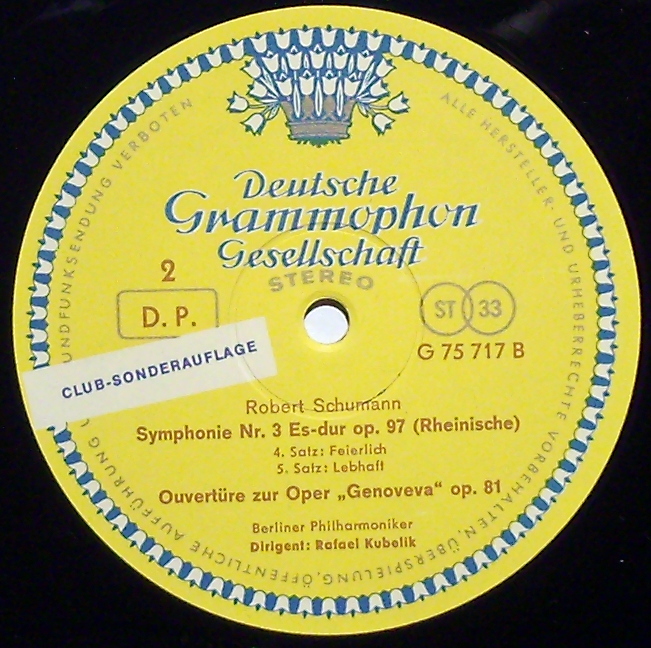 Deutsche
Grammophon
Gesellschaft
STEREO
2
D. P.
ST 33
G 75 717 B
CLUB-SONDERAUFLAGE
Robert Schumann
Symphonie Nr. 3 Es-dur op. 97 (Rheinische)
4. Satz: Feierlich
5. Satz: Lebhaft
Ouvertüre zur Oper „Genoveva“ op. 81
Berliner Philharmoniker
Dirigent: Rafael Kubelik
ALLE HERSTELLER- UND URHEBERRECHTE VORBEHALTEN, ÜBERSPIELUNG, ÖFFENTLICHE AUFFÜHRUNG UNDFUNKSENDUNG VERBOTEN